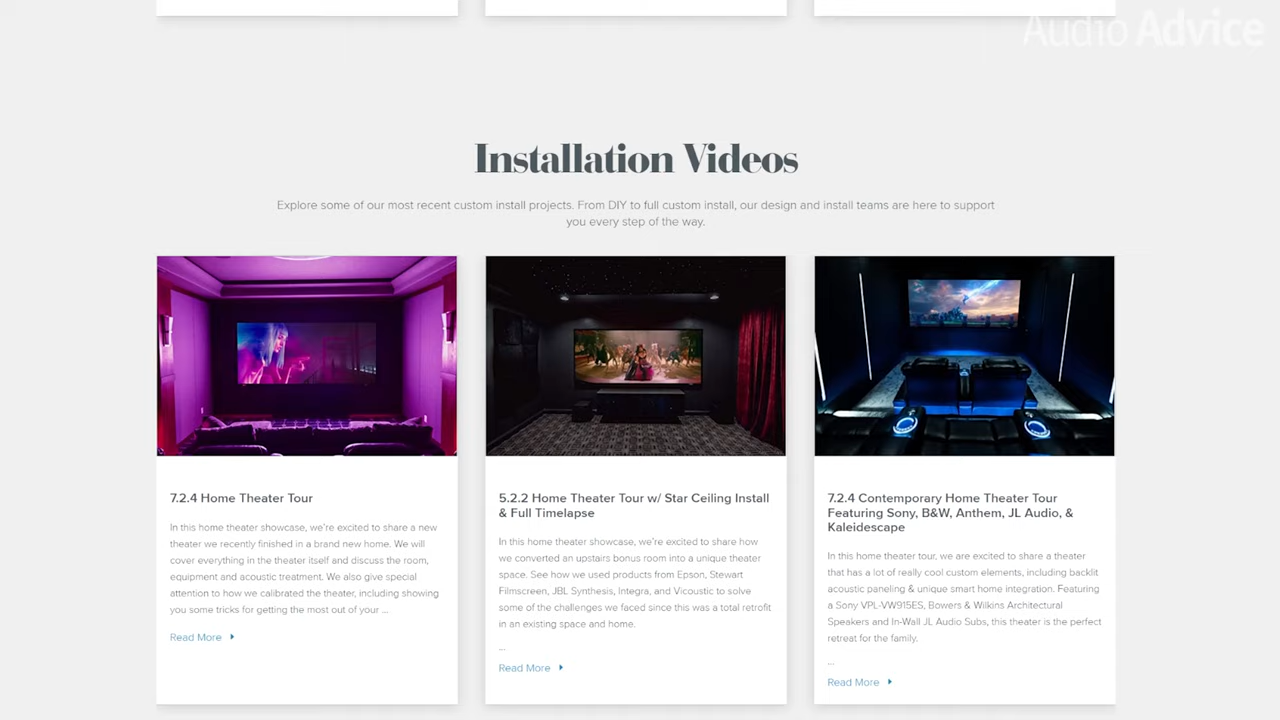 Audio Advice
Installation Videos
Explore some of our most recent custom install projects. From DIY to full custom install, our design and install teams are here to support
you every step of the way.
7.2.4 Home Theater Tour
In this home theater showcase, we're excited to share a new
theater we recently finished in a brand new home. We will
cover everything in the theater itself and discuss the room,
equipment and acoustic treatment. We also give special
attention to how we calibrated the theater, including showing
you some tricks for getting the most out of your ...
Read More
5.2.2 Home Theater Tour w/ Star Ceiling Install
& Full Timelapse
In this home theater showcase, we're excited to share how
we converted an upstairs bonus room into a unique theater
space. See how we used products from Epson, Stewart
Filmscreen, JBL Synthesis, Integra, and Vicoustic to solve
some of the challenges we faced since this was a total retrofit
in an existing space and home.
...
Read More
7.2.4 Contemporary Home Theater Tour
Featuring Sony, B&W, Anthem, JL Audio, &
Kaleidescape
In this home theater tour, we are excited to share a theater
that has a lot of really cool custom elements, including backlit
acoustic paneling & unique smart home integration. Featuring
a Sony VPL-VW915ES, Bowers & Wilkins Architectural
Speakers and In-Wall JL Audio Subs, this theater is the perfect
retreat for the family.
...
Read More